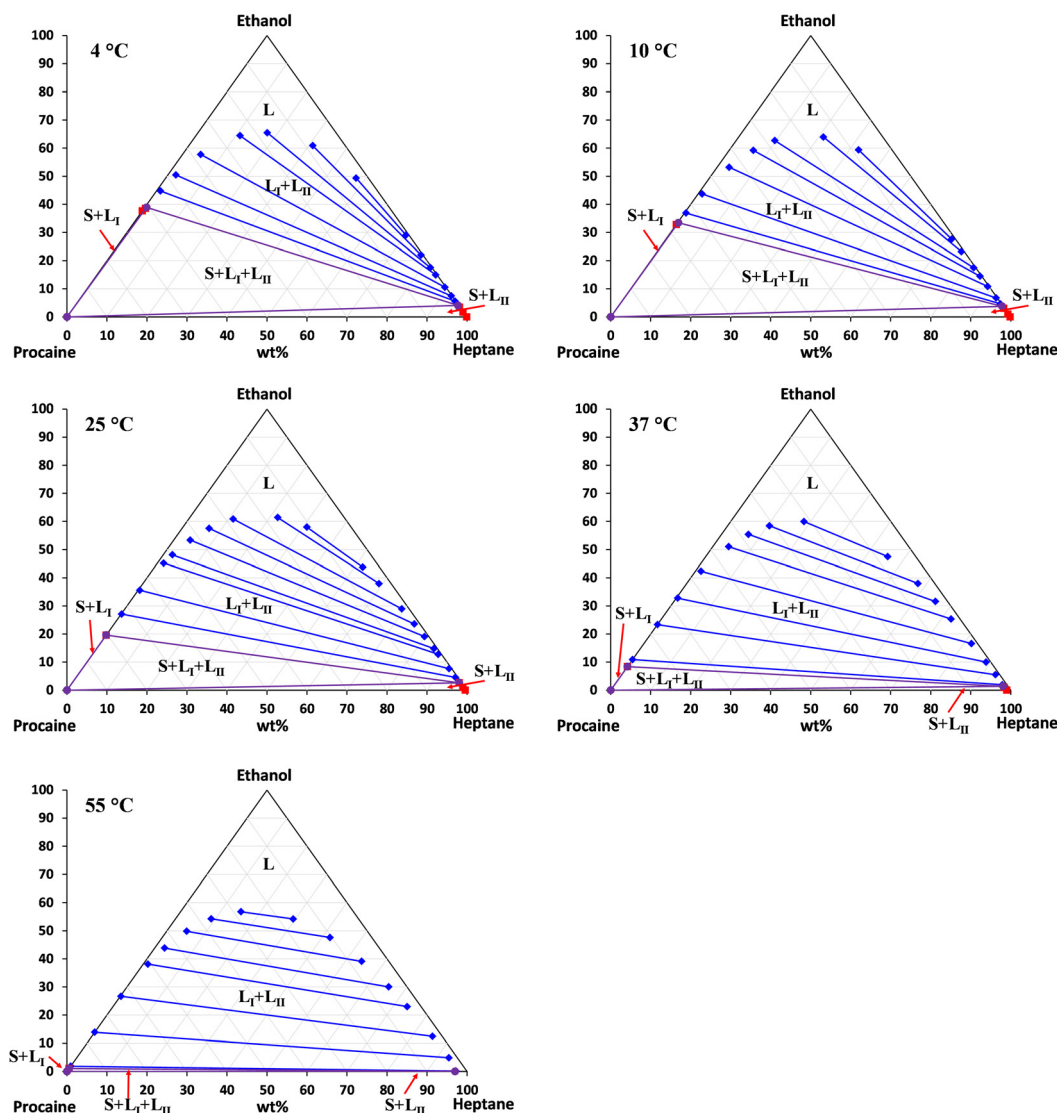 Ethanol
4 °C
100
90
80
70
60
50
40
30
20
10
0
L
L_I+L_II
S+L_I
S+L_I+L_II
S+L_II
0 10 20 30 40 50 60 70 80 90 100
Procaine wt% Heptane
Ethanol
10 °C
100
90
80
70
60
50
40
30
20
10
0
L
L_I+L_II
S+L_I
S+L_I+L_II
S+L_II
0 10 20 30 40 50 60 70 80 90 100
Procaine wt% Heptane
Ethanol
25 °C
100
90
80
70
60
50
40
30
20
10
0
L
L_I+L_II
S+L_I
S+L_I+L_II
S+L_II
0 10 20 30 40 50 60 70 80 90 100
Procaine wt% Heptane
Ethanol
37 °C
100
90
80
70
60
50
40
30
20
10
0
L
L_I+L_II
S+L_I
S+L_I+L_II
0 10 20 30 40 50 60 70 80 90 100
S+L_II
Procaine wt% Heptane
Ethanol
55 °C
100
90
80
70
60
50
40
30
20
10
0
L
L_I+L_II
S+L_I
0 10 20 30 40 50 60 70 80 90 100
S+L_I+L_II
S+L_II
Procaine wt% Heptane